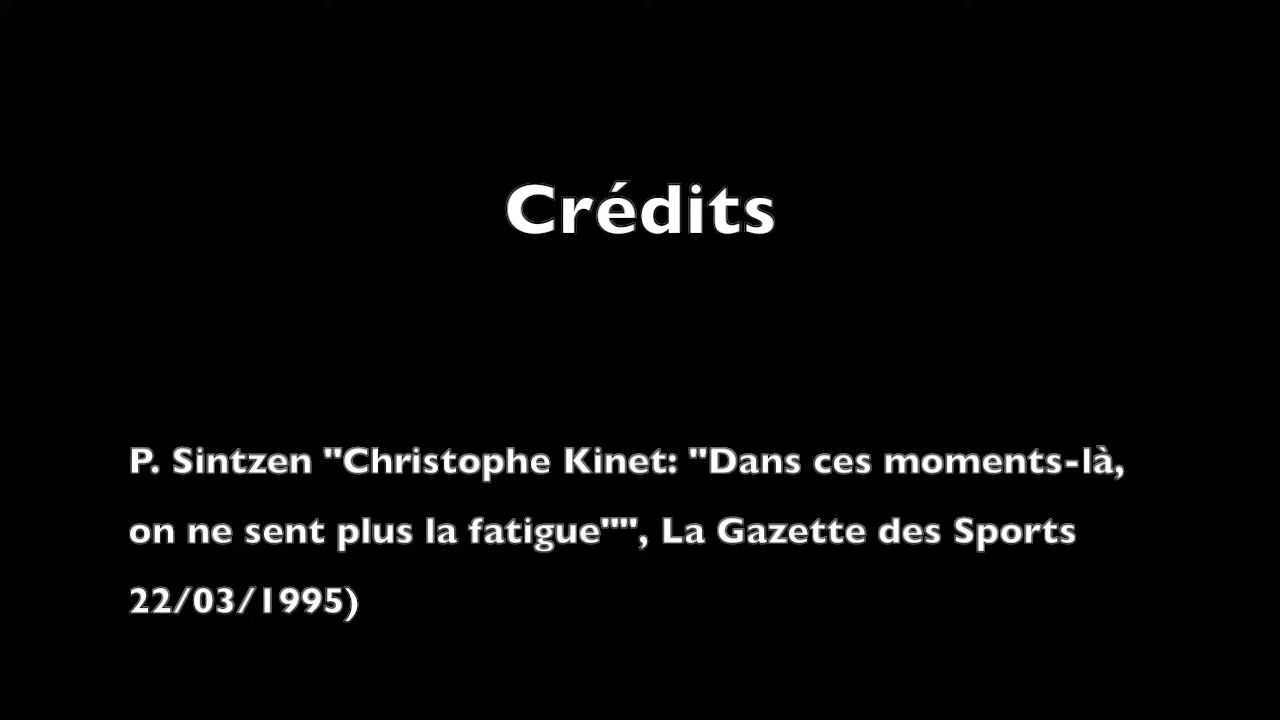 Crédits
P. Sintzen "Christophe Kinet: "Dans ces moments-là,
on ne sent plus la fatigue"", La Gazette des Sports
22/03/1995)